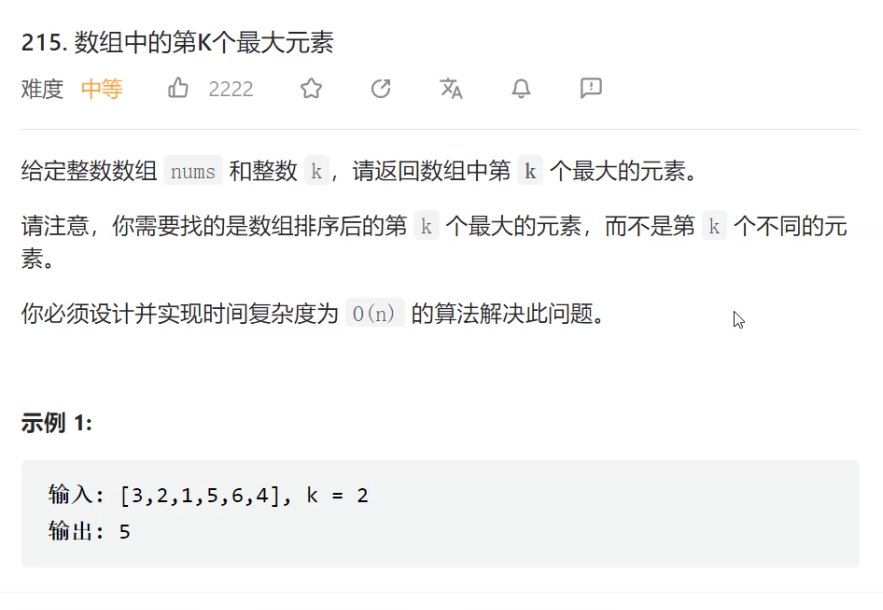 215. 数组中的第K个最大元素
难度 中等 2222
给定整数数组 nums 和整数 k，请返回数组中第 k 个最大的元素。
请注意，你需要找的是数组排序后的第 k 个最大的元素，而不是第 k 个不同的元
素。
你必须设计并实现时间复杂度为 O(n) 的算法解决此问题。
示例 1:
输入: [3,2,1,5,6,4], k = 2
输出: 5